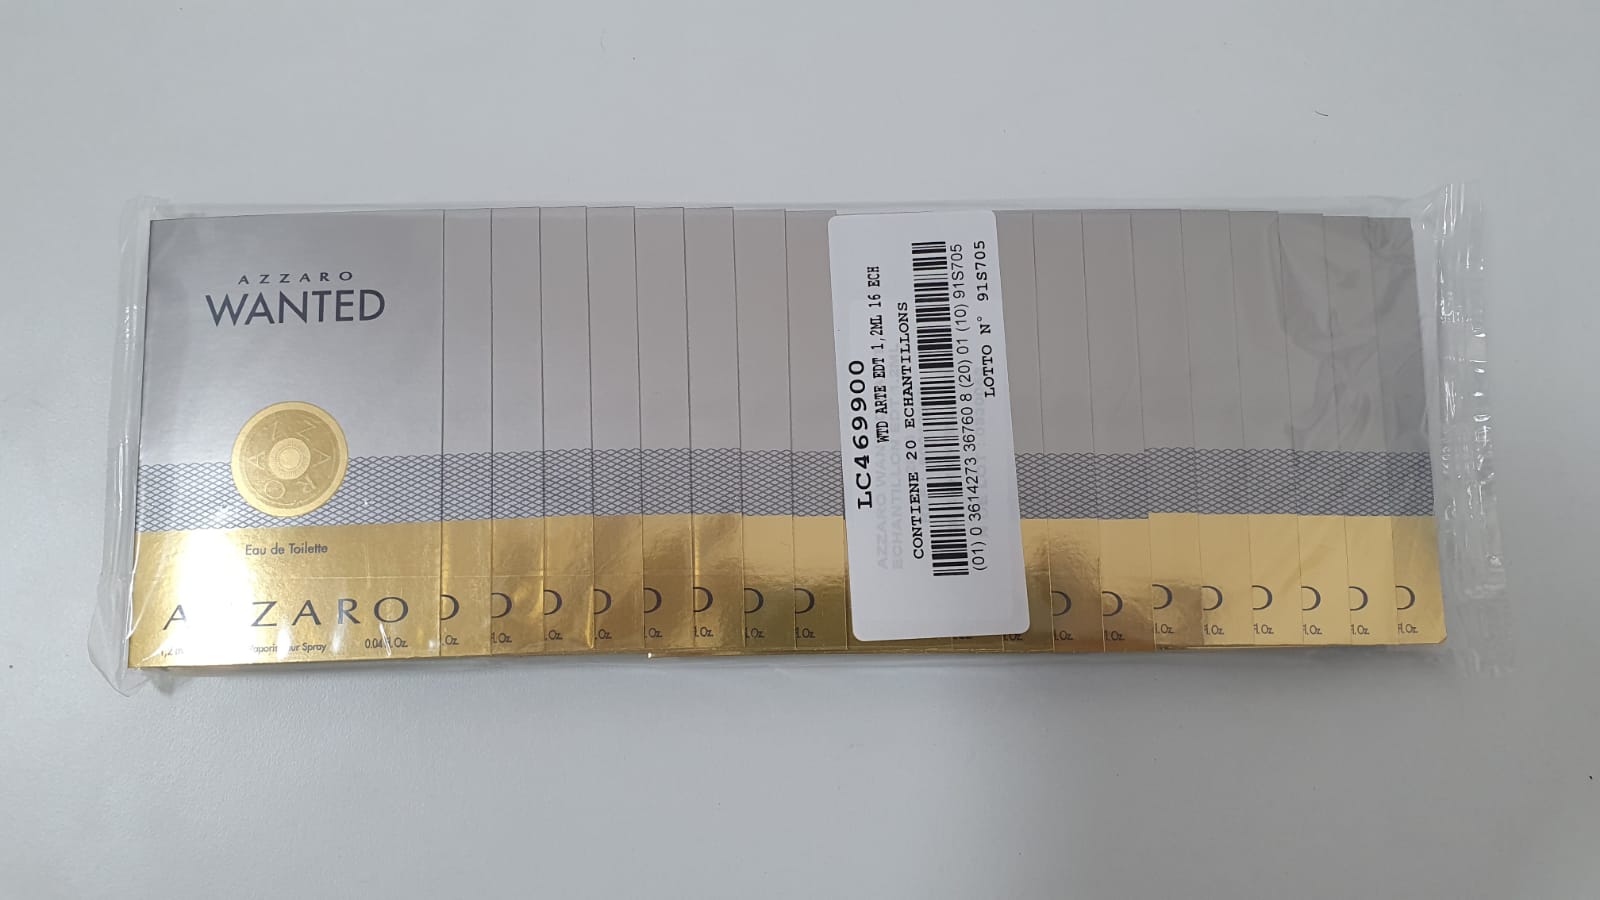 AZZARO
WANTED
AZZARO
Eau de Toilette
AZZARO
0.04 fl.Oz.
LC469900
WTD ARTE EDT 1,2ML 16 ECH
CONTIENE 20 ECHANTILLONS
(01) 0 3614273 36760 8 (20) 01 (10) 91S705
LOTTO N° 91S705